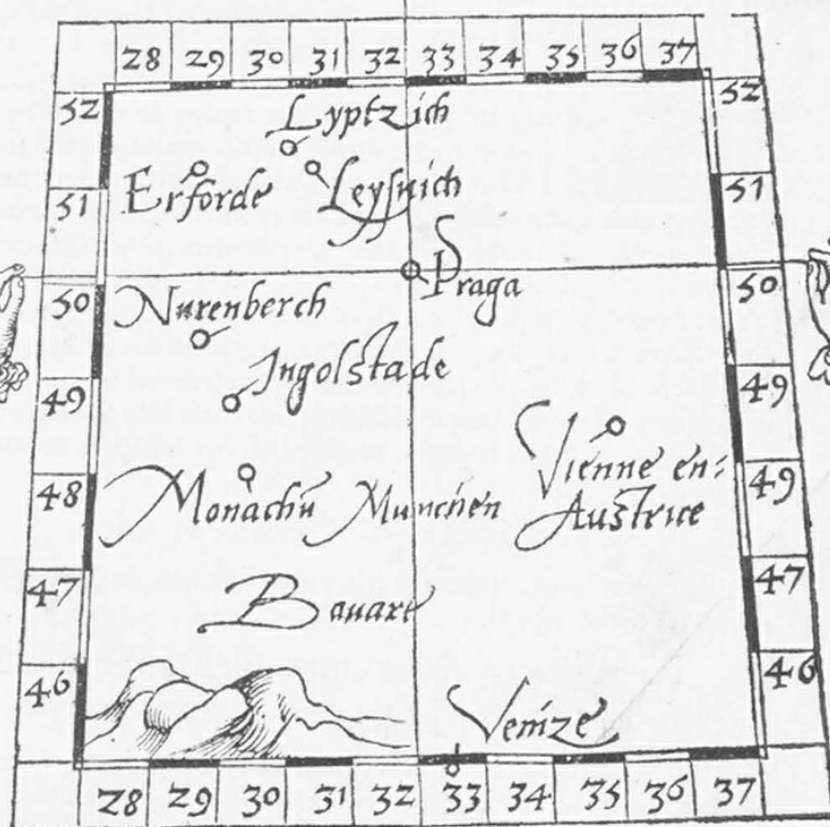 28 29 30 31 32 33 34 35 36 37
52 52
Lyptzich
Erforde Leysnich
51 51
Praga
50 50
Nurenberch
Ingolstade
49 49
Vienne en-
Austrice
48 49
Monachū Munchen
47 47
Bavare
46 46
Venize
28 29 30 31 32 33 34 35 36 37